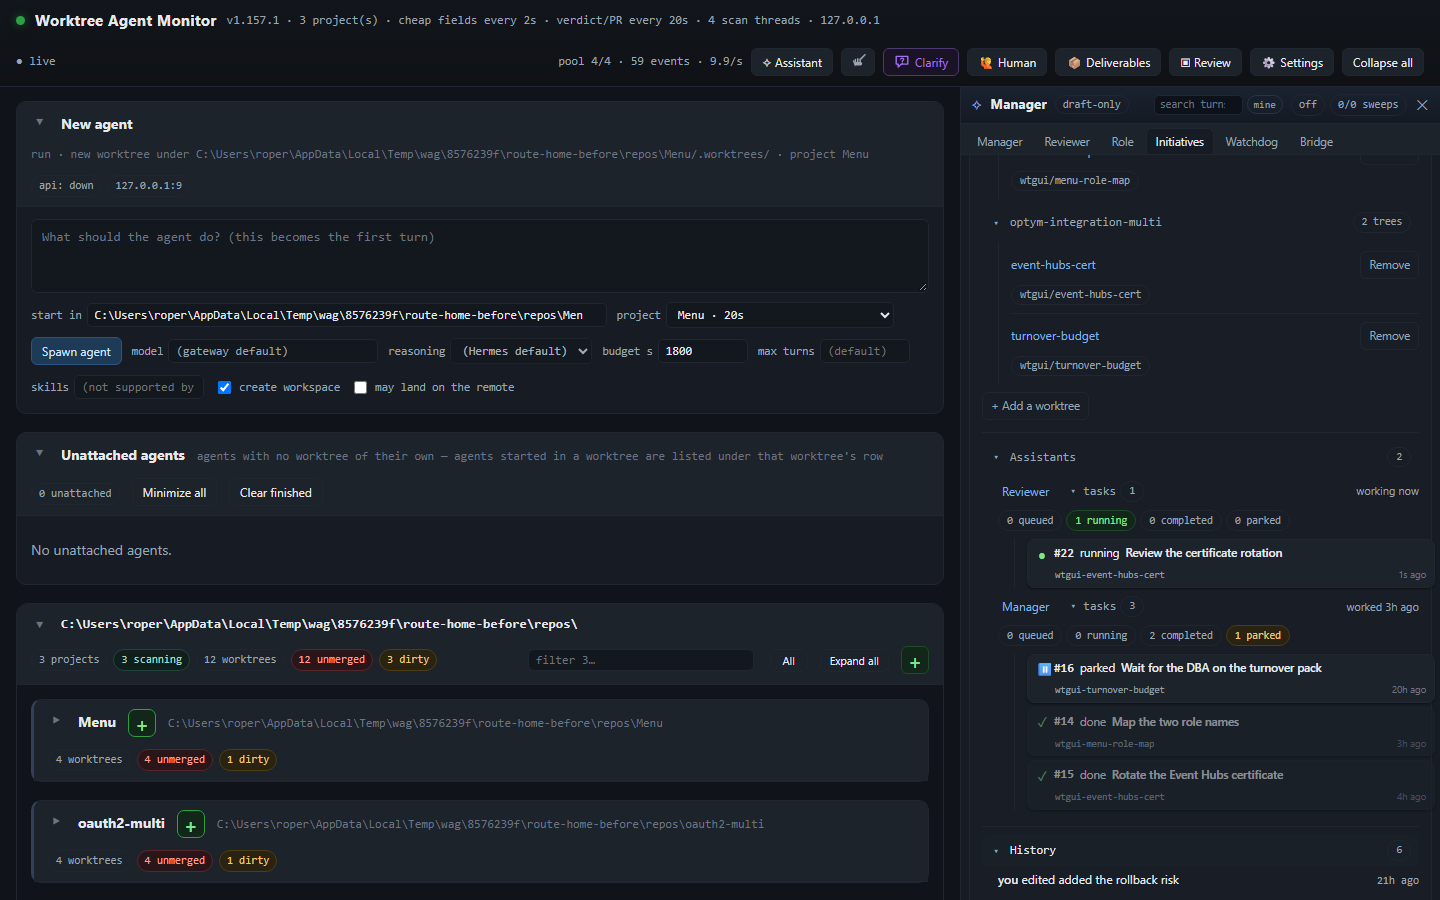 Worktree Agent Monitor v1.157.1 · 3 project(s) · cheap fields every 2s · verdict/PR every 20s · 4 scan threads · 127.0.0.1
live
pool 4/4 · 59 events · 9.9/s
Assistant
Clarify
Human
Deliverables
Review
Settings
Collapse all
New agent
run · new worktree under C:\Users\roper\AppData\Local\Temp\wag\8576239f\route-home-before\repos\Menu/.worktrees/ · project Menu
api: down 127.0.0.1:9
What should the agent do? (this becomes the first turn)
start in C:\Users\roper\AppData\Local\Temp\wag\8576239f\route-home-before\repos\Men project Menu · 20s
Spawn agent model (gateway default) reasoning (Hermes default) budget s 1800 max turns (default)
skills (not supported by create workspace may land on the remote
Unattached agents agents with no worktree of their own — agents started in a worktree are listed under that worktree's row
0 unattached Minimize all Clear finished
No unattached agents.
C:\Users\roper\AppData\Local\Temp\wag\8576239f\route-home-before\repos\
3 projects 3 scanning 12 worktrees 12 unmerged 3 dirty filter 3… All Expand all +
Menu + C:\Users\roper\AppData\Local\Temp\wag\8576239f\route-home-before\repos\Menu
4 worktrees 4 unmerged 1 dirty
oauth2-multi + C:\Users\roper\AppData\Local\Temp\wag\8576239f\route-home-before\repos\oauth2-multi
4 worktrees 4 unmerged 1 dirty
Manager draft-only search turn: mine off 0/0 sweeps
Manager Reviewer Role Initiatives Watchdog Bridge
wtgui/menu-role-map
optym-integration-multi 2 trees
event-hubs-cert Remove
wtgui/event-hubs-cert
turnover-budget Remove
wtgui/turnover-budget
+ Add a worktree
Assistants 2
Reviewer tasks 1 working now
0 queued 1 running 0 completed 0 parked
#22 running Review the certificate rotation
wtgui-event-hubs-cert 1s ago
Manager tasks 3 worked 3h ago
0 queued 0 running 2 completed 1 parked
#16 parked Wait for the DBA on the turnover pack
wtgui-turnover-budget 20h ago
#14 done Map the two role names
wtgui-menu-role-map 3h ago
#15 done Rotate the Event Hubs certificate
wtgui-event-hubs-cert 4h ago
History 6
you edited added the rollback risk 21h ago